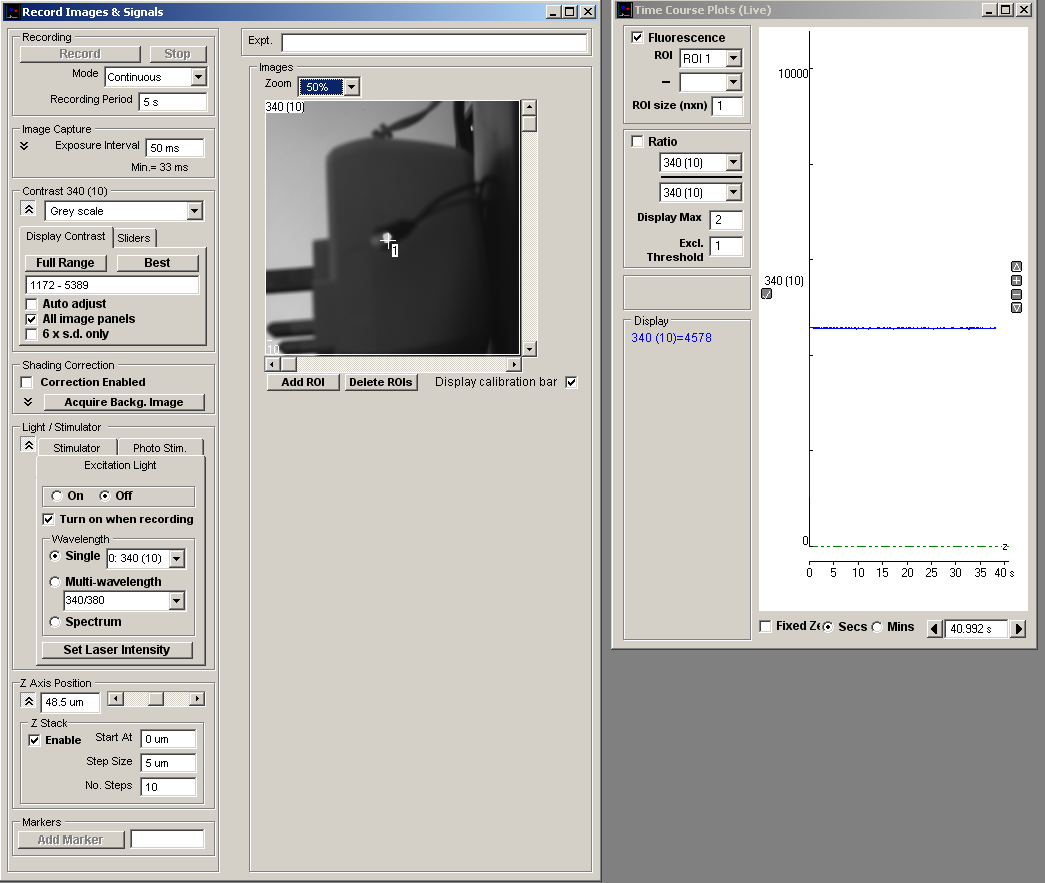 Record Images & Signals
Recording
Record Stop
Mode Continuous
Recording Period 5 s
Image Capture
Exposure Interval 50 ms
Min.= 33 ms
Contrast 340 (10)
Grey scale
Display Contrast Sliders
Full Range Best
1172 - 5389
Auto adjust
All image panels
6 x s.d. only
Shading Correction
Correction Enabled
Acquire Backg. Image
Light / Stimulator
Stimulator Photo Stim.
Excitation Light
On Off
Turn on when recording
Wavelength
Single 0: 340 (10)
Multi-wavelength
340/380
Spectrum
Set Laser Intensity
Z Axis Position
48.5 um
Z Stack
Enable Start At 0 um
Step Size 5 um
No. Steps 10
Markers
Add Marker
Expt.
Images
Zoom 50%
340 (10)
1
10
Add ROI Delete ROIs Display calibration bar
Time Course Plots (Live)
Fluorescence
ROI ROI 1
–
ROI size (nxn) 1
Ratio
340 (10)
340 (10)
Display Max 2
Excl. Threshold 1
Display
340 (10)=4578
10000
340 (10)
0
z
0 5 10 15 20 25 30 35 40 s
Fixed Ze Secs Mins 40.992 s